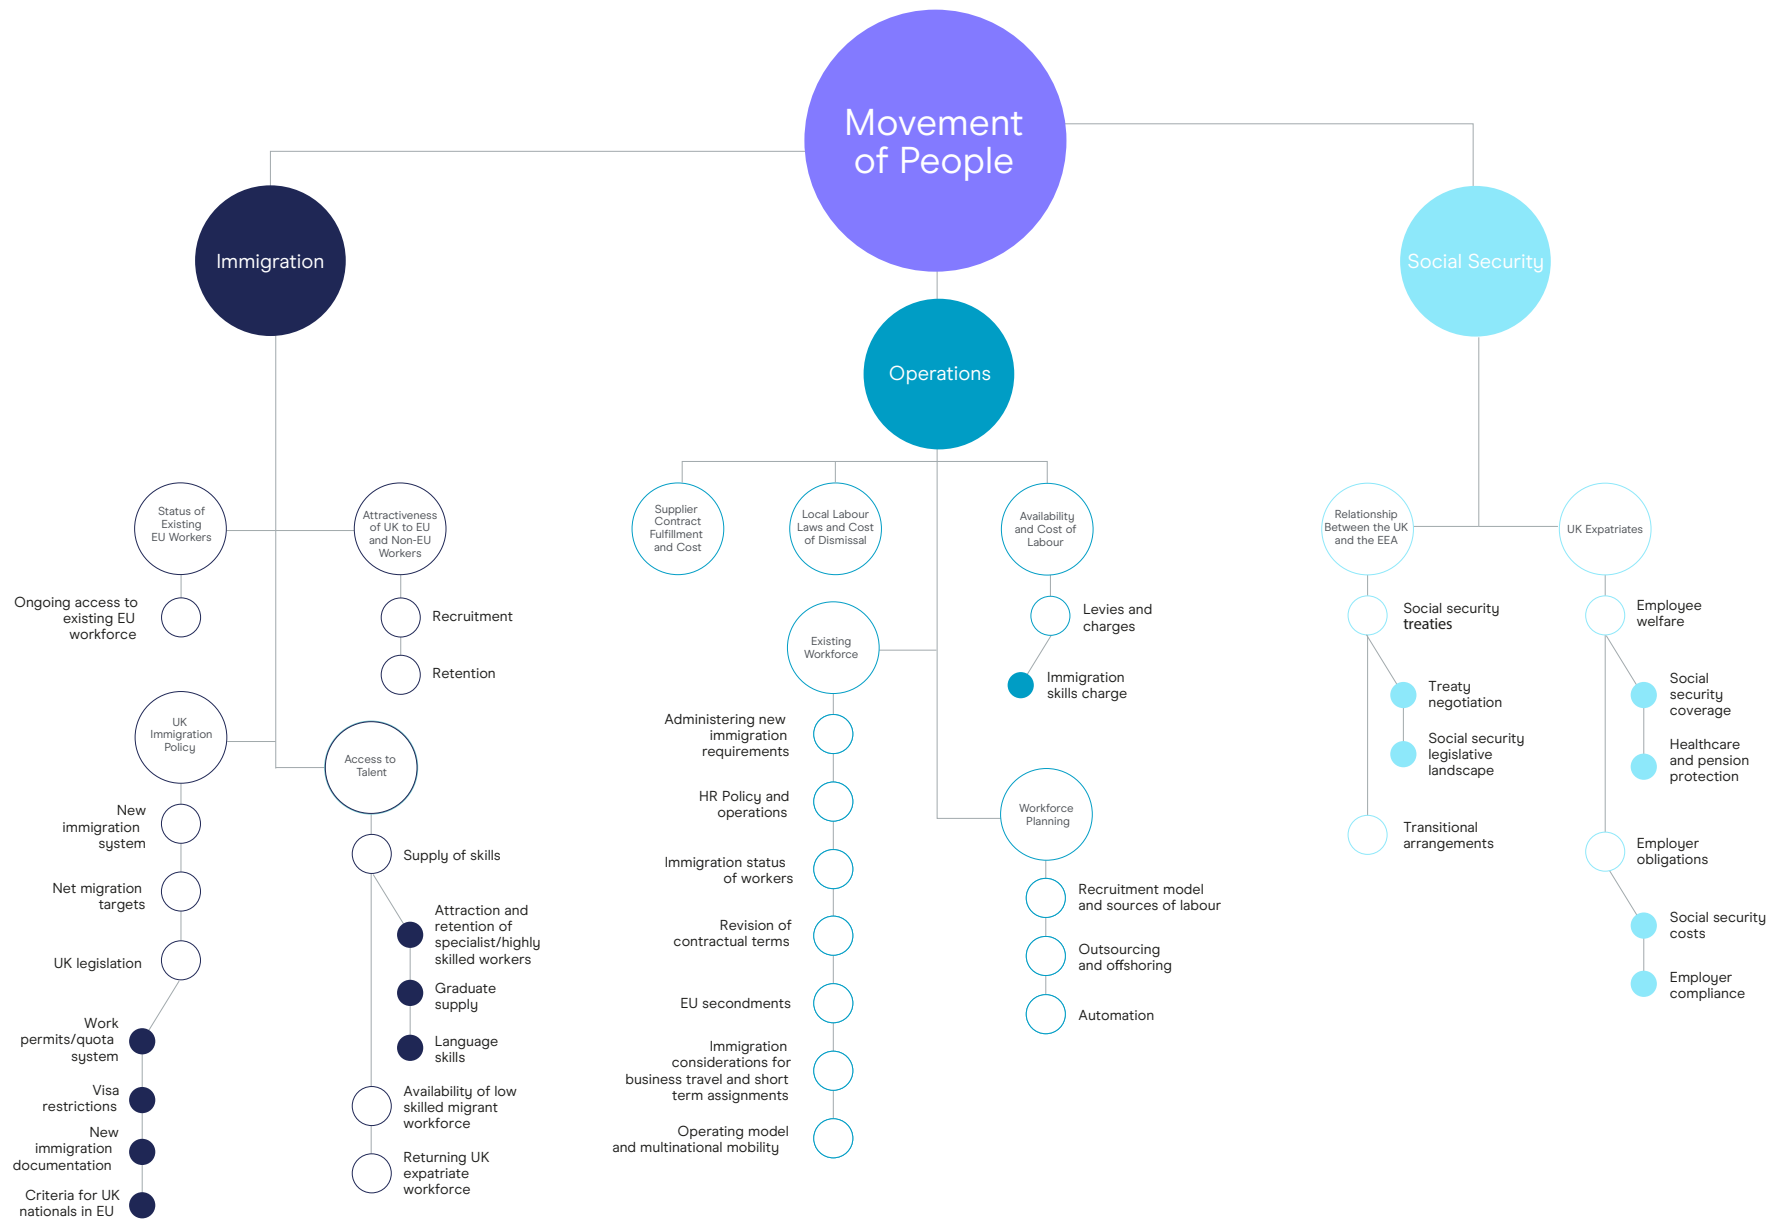 Movement
of People
Immigration
Status of
Existing
EU Workers
Ongoing access to
existing EU
workforce
Attractiveness
of UK to EU
and Non-EU
Workers
Recruitment
Retention
UK
Immigration
Policy
New
immigration
system
Net migration
targets
UK legislation
Work
permits/quota
system
Visa
restrictions
New
immigration
documentation
Criteria for UK
nationals in EU
Access to
Talent
Supply of skills
Attraction and
retention of
specialist/highly
skilled workers
Graduate
supply
Language
skills
Availability of low
skilled migrant
workforce
Returning UK
expatriate
workforce
Operations
Supplier
Contract
Fulfillment
and Cost
Local Labour
Laws and Cost
of Dismissal
Availability
and Cost of
Labour
Levies and
charges
Immigration
skills charge
Existing
Workforce
Administering new
immigration
requirements
HR Policy and
operations
Immigration status
of workers
Revision of
contractual terms
EU secondments
Immigration
considerations for
business travel and short
term assignments
Operating model
and multinational mobility
Workforce
Planning
Recruitment model
and sources of labour
Outsourcing
and offshoring
Automation
Social Security
Relationship
Between the UK
and the EEA
Social security
treaties
Treaty
negotiation
Social security
legislative
landscape
Transitional
arrangements
UK Expatriates
Employee
welfare
Social
security
coverage
Healthcare
and pension
protection
Employer
obligations
Social security
costs
Employer
compliance